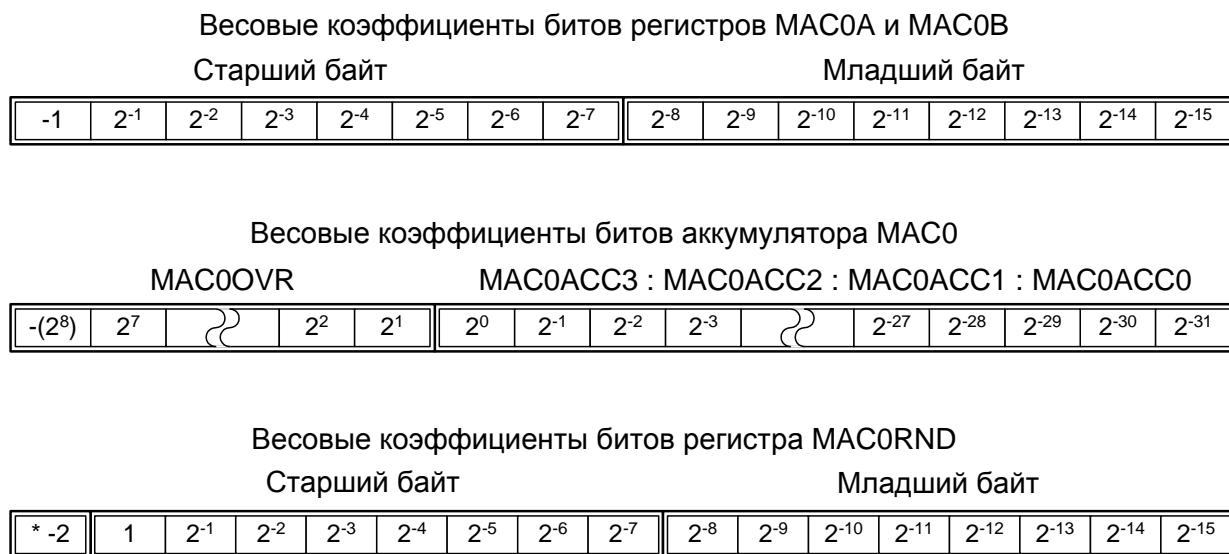 Весовые коэффициенты битов регистров MAC0A и MAC0B
Старший байт Младший байт
-1 2⁻¹ 2⁻² 2⁻³ 2⁻⁴ 2⁻⁵ 2⁻⁶ 2⁻⁷ 2⁻⁸ 2⁻⁹ 2⁻¹⁰ 2⁻¹¹ 2⁻¹² 2⁻¹³ 2⁻¹⁴ 2⁻¹⁵
Весовые коэффициенты битов аккумулятора MAC0
MAC0OVR MAC0ACC3 : MAC0ACC2 : MAC0ACC1 : MAC0ACC0
-(2⁸) 2⁷ 2² 2¹ 2⁰ 2⁻¹ 2⁻² 2⁻³ 2⁻²⁷ 2⁻²⁸ 2⁻²⁹ 2⁻³⁰ 2⁻³¹
Весовые коэффициенты битов регистра MAC0RND
Старший байт Младший байт
* -2 1 2⁻¹ 2⁻² 2⁻³ 2⁻⁴ 2⁻⁵ 2⁻⁶ 2⁻⁷ 2⁻⁸ 2⁻⁹ 2⁻¹⁰ 2⁻¹¹ 2⁻¹² 2⁻¹³ 2⁻¹⁴ 2⁻¹⁵